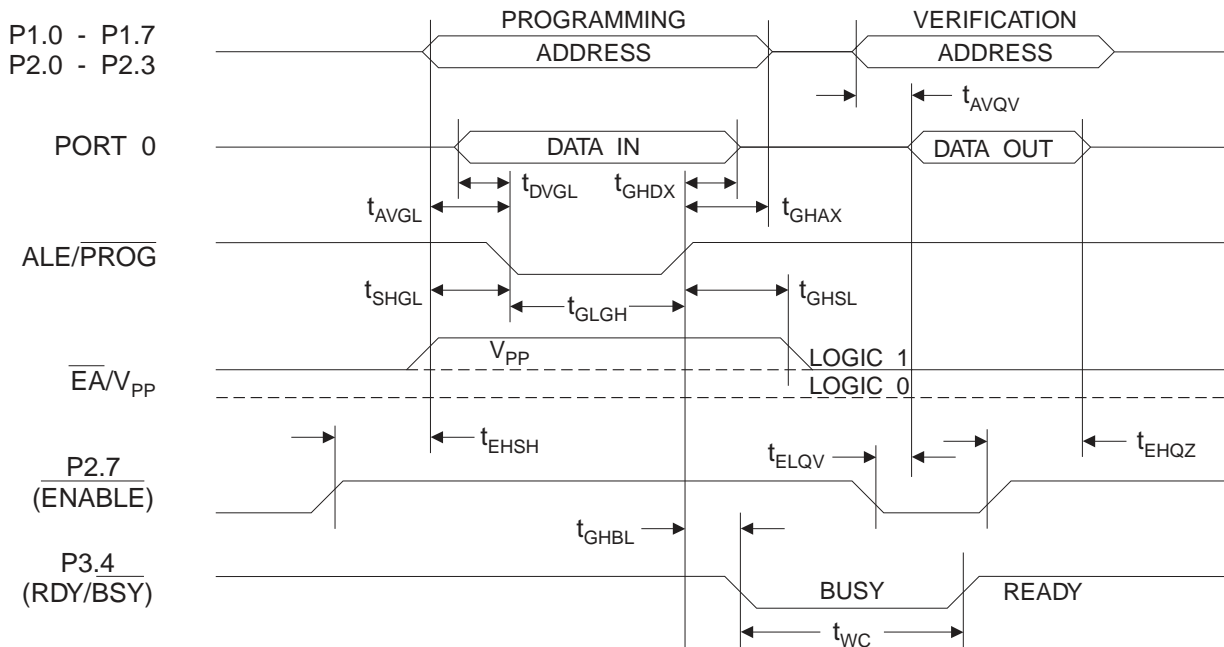 PROGRAMMING
VERIFICATION
P1.0 - P1.7
P2.0 - P2.3
ADDRESS
ADDRESS
tAVQV
PORT 0
DATA IN
DATA OUT
tDVGL
tGHDX
tAVGL
tGHAX
ALE/PROG
tSHGL
tGLGH
tGHSL
VPP
LOGIC 1
EA/VPP
LOGIC 0
tEHSH
tELQV
tEHQZ
P2.7
(ENABLE)
tGHBL
P3.4
(RDY/BSY)
BUSY
READY
tWC